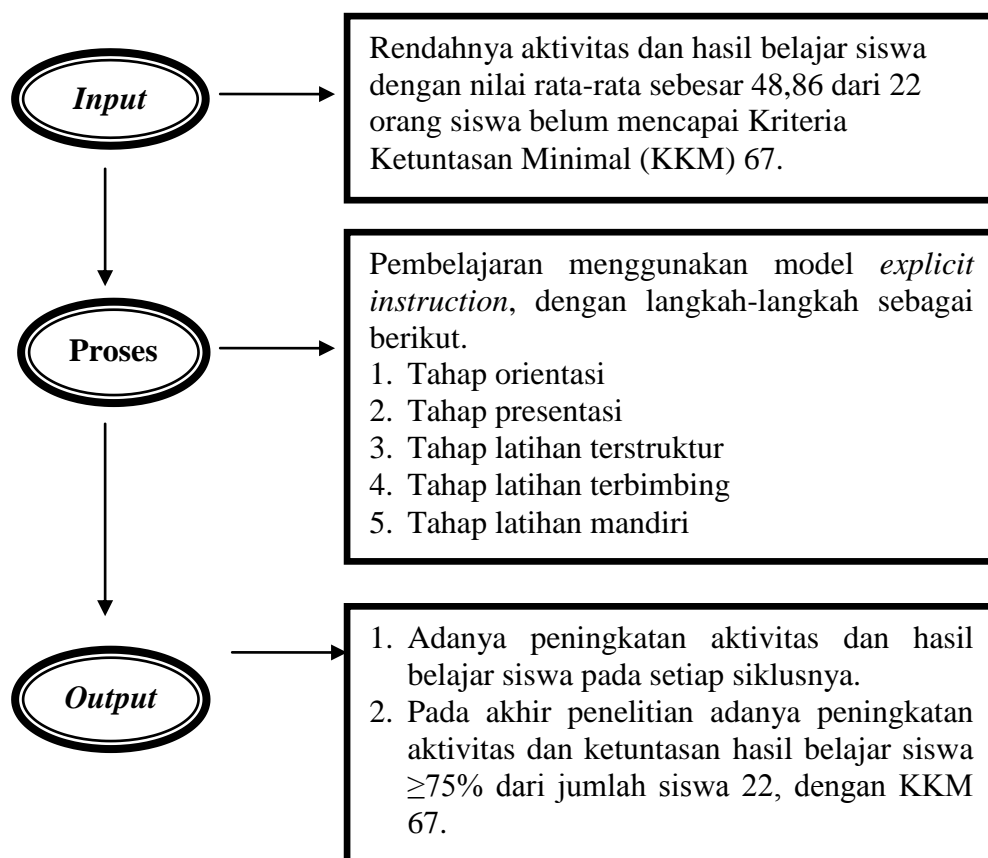 Input
Rendahnya aktivitas dan hasil belajar siswa
dengan nilai rata-rata sebesar 48,86 dari 22
orang siswa belum mencapai Kriteria
Ketuntasan Minimal (KKM) 67.
Proses
Pembelajaran menggunakan model explicit
instruction, dengan langkah-langkah sebagai
berikut.
1. Tahap orientasi
2. Tahap presentasi
3. Tahap latihan terstruktur
4. Tahap latihan terbimbing
5. Tahap latihan mandiri
Output
1. Adanya peningkatan aktivitas dan hasil
belajar siswa pada setiap siklusnya.
2. Pada akhir penelitian adanya peningkatan
aktivitas dan ketuntasan hasil belajar siswa
≥75% dari jumlah siswa 22, dengan KKM
67.